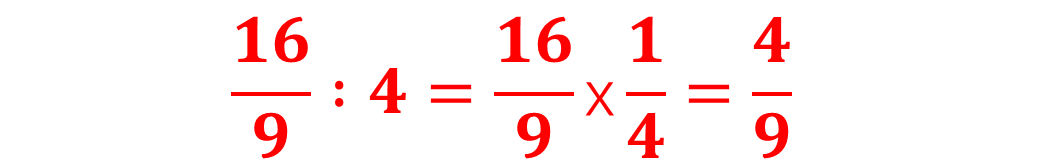 16/9 : 4 = 16/9 x 1/4 = 4/9